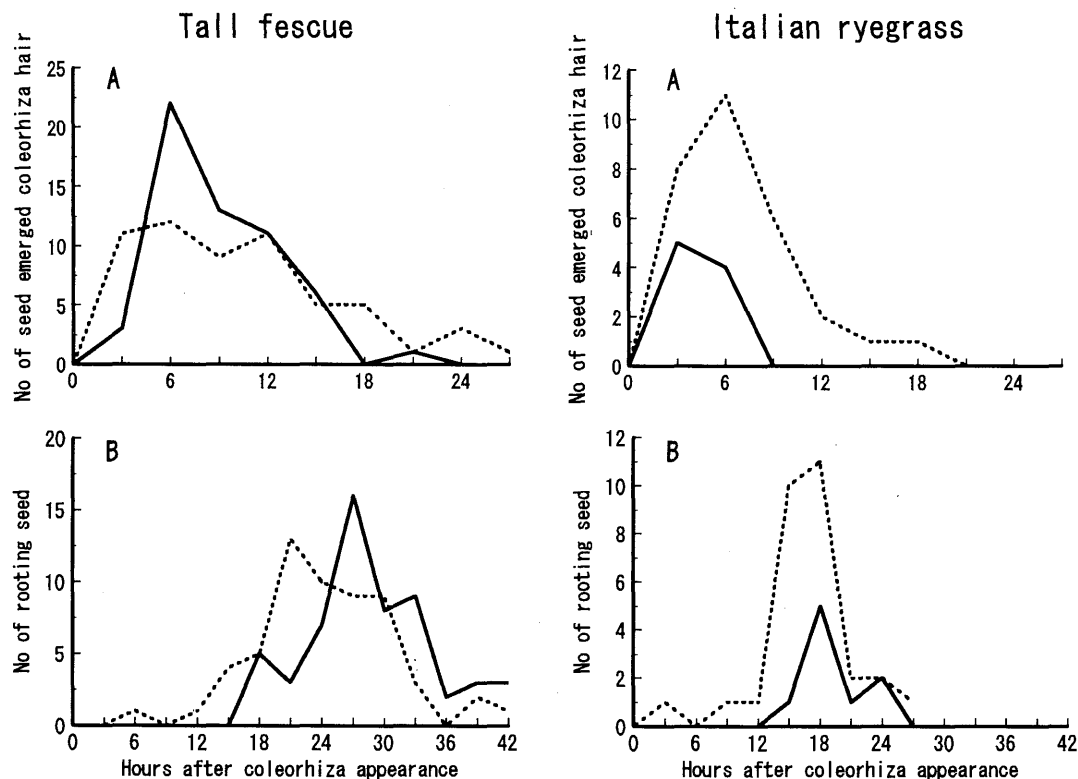 Tall fescue
Italian ryegrass
No of seed emerged coleorhiza hair
A
25
20
15
10
5
0
0 6 12 18 24
No of seed emerged coleorhiza hair
A
12
10
8
6
4
2
0
0 6 12 18 24
No of rooting seed
B
20
15
10
5
0
0 6 12 18 24 30 36 42
Hours after coleorhiza appearance
No of rooting seed
B
12
10
8
6
4
2
0
0 6 12 18 24 30 36 42
Hours after coleorhiza appearance